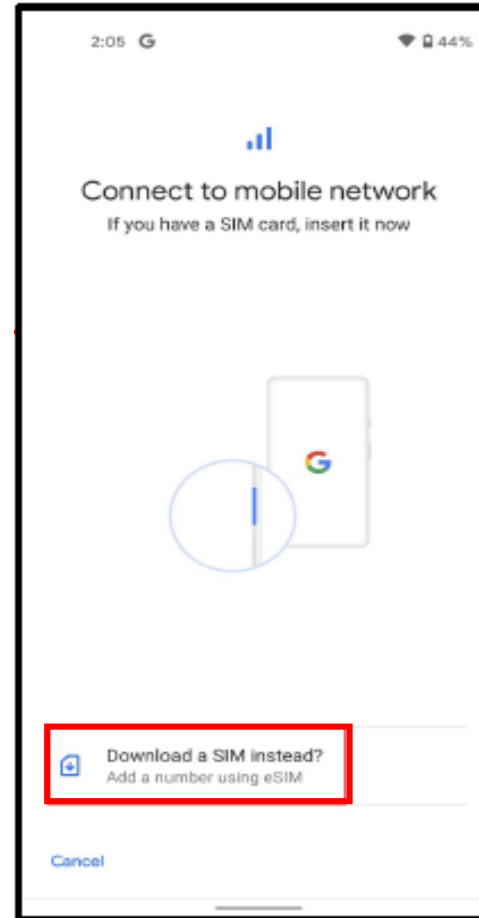 2:05 G 44%
Connect to mobile network
If you have a SIM card, insert it now
G
Download a SIM instead?
Add a number using eSIM
Cancel